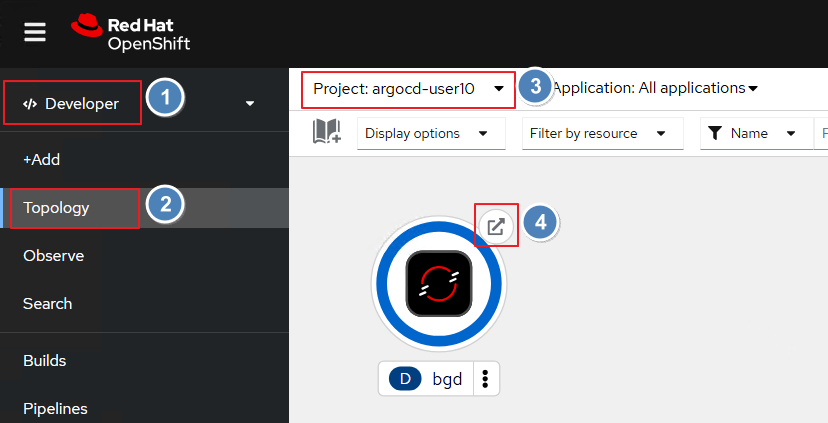 Red Hat
OpenShift
</> Developer
1
Project: argocd-user10
3
Application: All applications
Display options
Filter by resource
Name
+Add
Topology
2
4
Observe
Search
D bgd
Builds
Pipelines